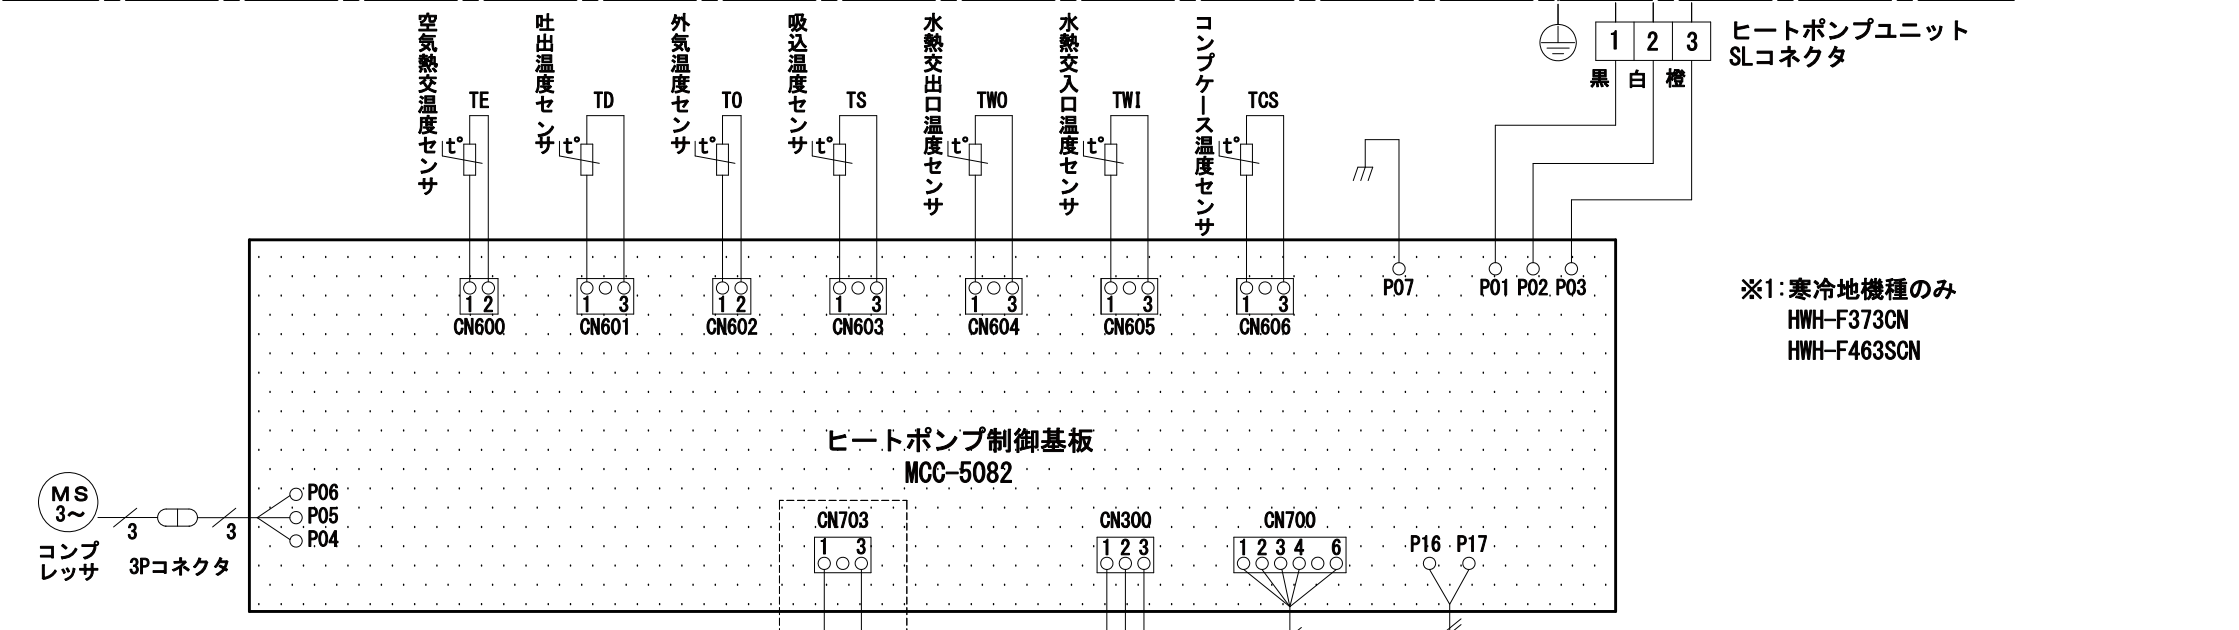 空気熱交温度センサ
吐出温度センサ
外気温度センサ
吸込温度センサ
水熱交出口温度センサ
水熱交入口温度センサ
コンプケース温度センサ
TE
TD
TO
TS
TWO
TWI
TCS
t°
t°
t°
t°
t°
t°
t°
1 2 3
ヒートポンプユニット
SLコネクタ
黒 白 橙
1 2
CN600
1 3
CN601
1 2
CN602
1 3
CN603
1 3
CN604
1 3
CN605
1 3
CN606
P07
P01 P02 P03
※1:寒冷地機種のみ
HWH-F373CN
HWH-F463SCN
ヒートポンプ制御基板
MCC-5082
MS
3~
コンプ
レッサ
3
3Pコネクタ
3
P06
P05
P04
CN703
1 3
CN300
1 2 3
CN700
1 2 3 4 6
P16 P17